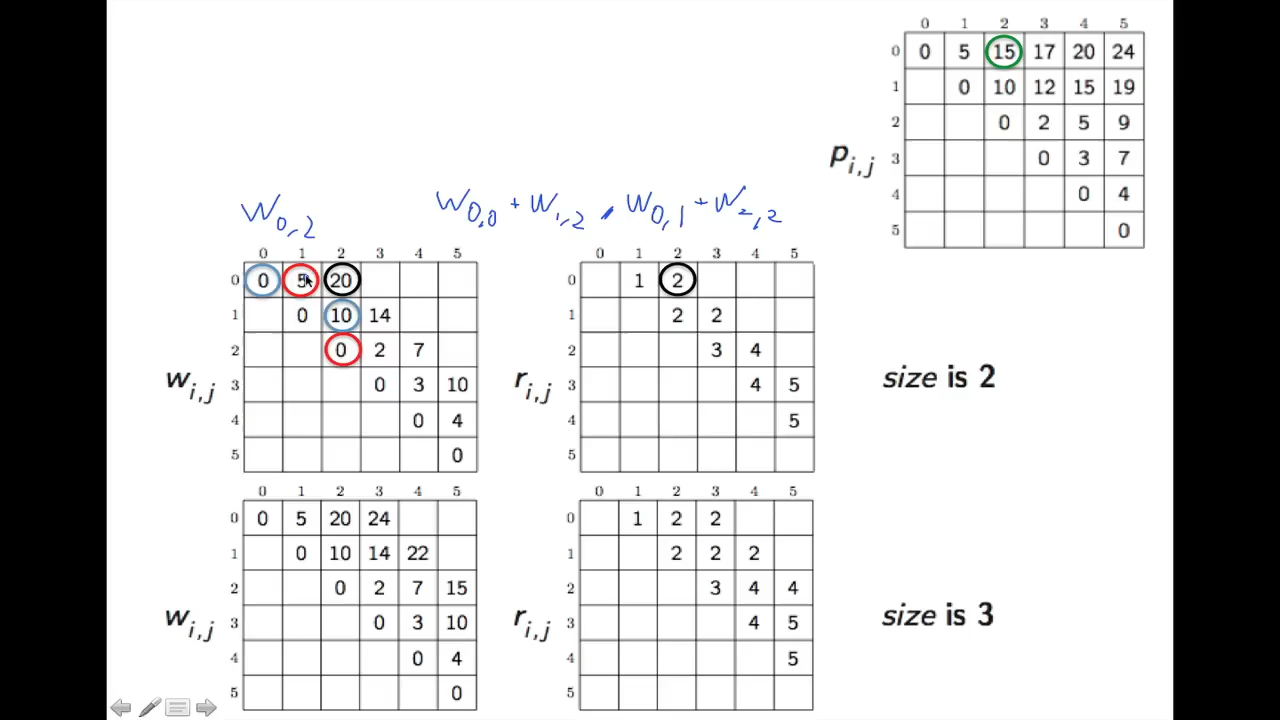 0 1 2 3 4 5
0 0 5 15 17 20 24
1 0 10 12 15 19
2 0 2 5 9
p i,j
3 0 3 7
4 0 4
5 0
W0,2 W0,0 + W1,2 , W0,1 + W2,2
0 1 2 3 4 5
0 0 5 20
1 0 10 14
2 0 2 7
w i,j
3 0 3 10
4 0 4
5 0
0 1 2 3 4 5
0 1 2
1 2 2
2 3 4
r i,j
3 4 5
4 5
5
size is 2
0 1 2 3 4 5
0 0 5 20 24
1 0 10 14 22
2 0 2 7 15
w i,j
3 0 3 10
4 0 4
5 0
0 1 2 3 4 5
0 1 2 2
1 2 2 2
2 3 4 4
r i,j
3 4 5
4 5
5
size is 3